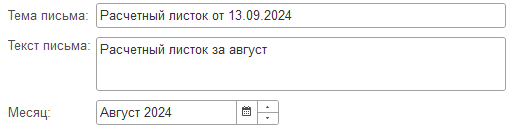 Тема письма: Расчетный листок от 13.09.2024
Текст письма: Расчетный листок за август
Месяц: Август 2024